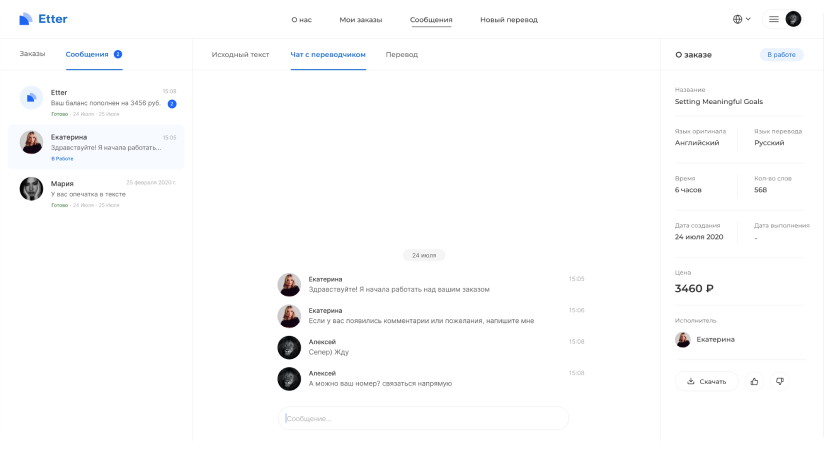 Etter
О нас
Мои заказы
Сообщения
Новый перевод
Заказы
Сообщения 2
Etter
15:08
Ваш баланс пополнен на 3456 руб.
2
Готово - 24 Июля - 25 Июля
Екатерина
15:05
Здравствуйте! Я начала работать...
В Работе
Мария
25 февраля 2020 г.
У вас опечатка в тексте
Готово - 24 Июля - 25 Июля
Исходный текст
Чат с переводчиком
Перевод
24 июля
Екатерина
15:05
Здравствуйте! Я начала работать над вашим заказом
Екатерина
15:06
Если у вас появились комментарии или пожелания, напишите мне
Алексей
15:08
Сепер) Жду
Алексей
15:08
А можно ваш номер? связаться напрямую
Сообщение...
О заказе
В работе
Название
Setting Meaningful Goals
Язык оригинала
Язык перевода
Английский
Русский
Время
Кол-во слов
6 часов
568
Дата создания
Дата выполнения
24 июля 2020
-
Цена
3460 ₽
Исполнитель
Екатерина
Скачать